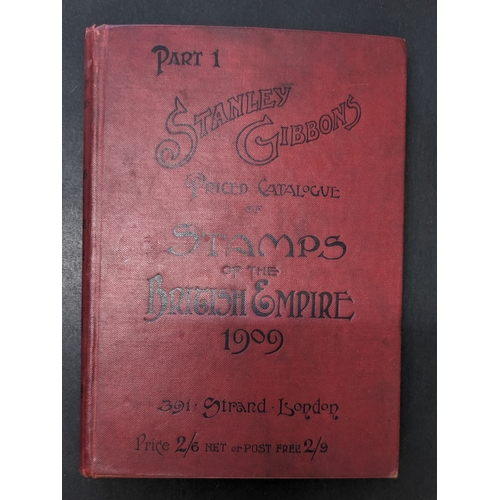 PART 1
STANLEY
GIBBONS
PRICED CATALOGUE
OF
STAMPS
OF THE
BRITISH EMPIRE
1909
391 · Strand · London
Price 2/6 NET or POST FREE 2/9